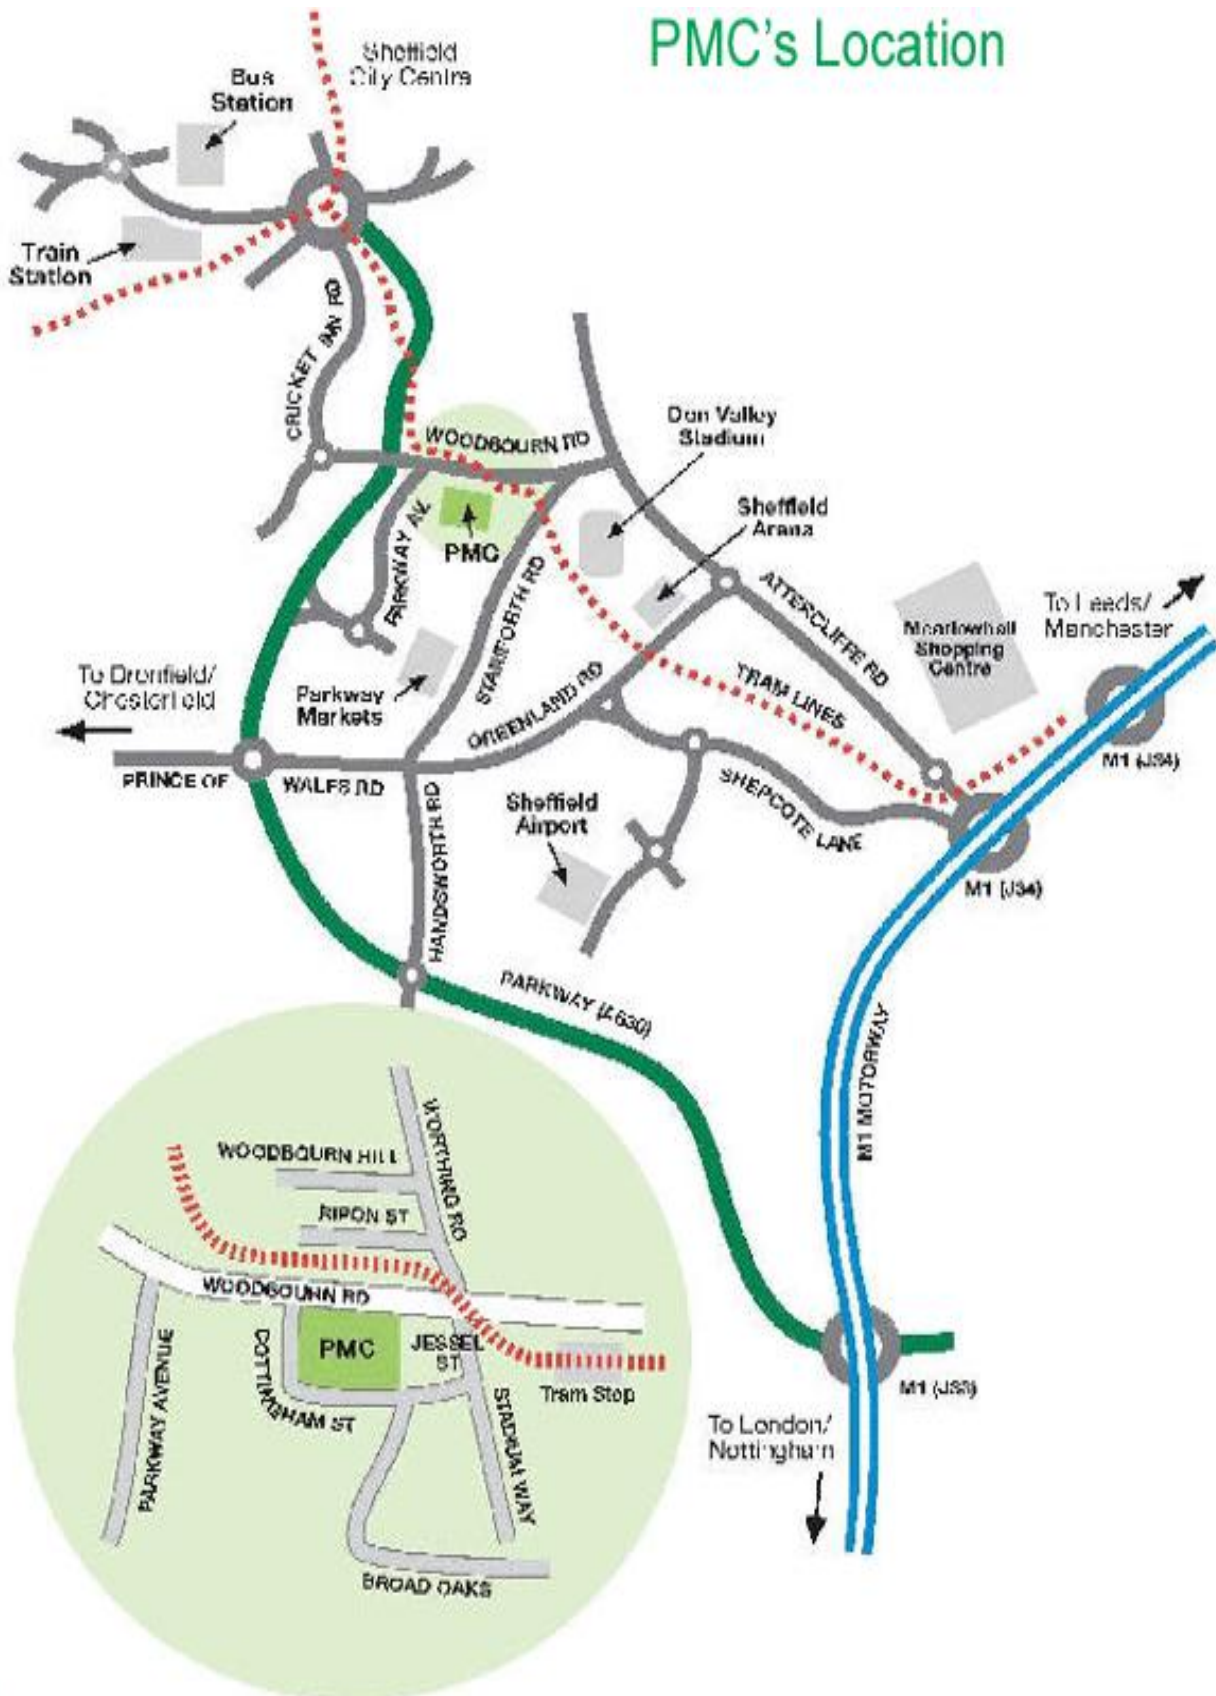 PMC's Location
Sheffield
City Centre
Bus
Station
Train
Station
CRICKET INN RD
WOODBOURN RD
Don Valley
Stadium
Sheffield
Arena
PARKWAY AV.
PMC
STANIFORTH RD
ATTERCLIFFE RD
Meadowhall
Shopping
Centre
To Leeds/
Manchester
To Dronfield/
Chesterfield
Parkway
Markets
GREENLAND RD
TRAM LINES
M1 (J34)
PRINCE OF
WALES RD
SHEPCOTE LANE
Sheffield
Airport
HANDSWORTH RD
M1 (J34)
PARKWAY (A630)
M1 MOTORWAY
WORTHING RD
WOODBOURN HILL
RIPON ST
WOODBOURN RD
PMC
JESSEL
ST
COTTINGHAM ST
PARKWAY AVENUE
Tram Stop
STADIUM WAY
BROAD OAKS
M1 (J33)
To London/
Nottingham